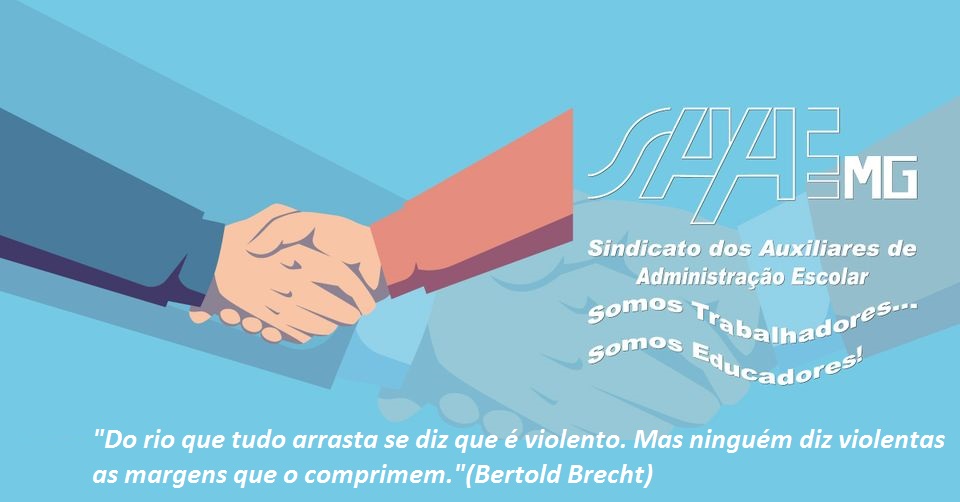 SAAE MG
Sindicato dos Auxiliares de
Administração Escolar
Somos Trabalhadores...
Somos Educadores!
"Do rio que tudo arrasta se diz que é violento. Mas ninguém diz violentas
as margens que o comprimem."(Bertold Brecht)